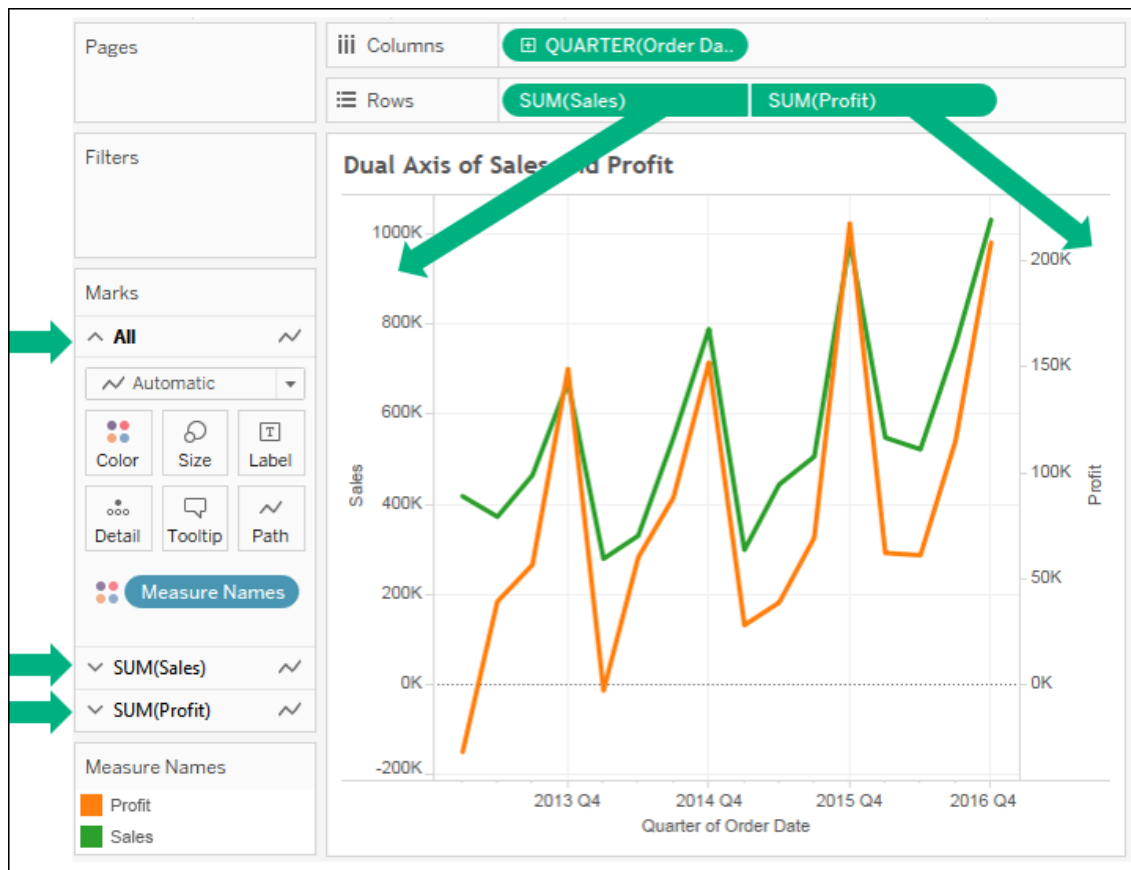 Pages
Columns
QUARTER(Order Da..
Rows
SUM(Sales)
SUM(Profit)
Filters
Marks
All
Automatic
Color
Size
Label
Detail
Tooltip
Path
Measure Names
SUM(Sales)
SUM(Profit)
Measure Names
Profit
Sales
Dual Axis of Sales and Profit
1000K
800K
600K
400K
200K
0K
-200K
Sales
200K
150K
100K
50K
0K
Profit
2013 Q4
2014 Q4
2015 Q4
2016 Q4
Quarter of Order Date